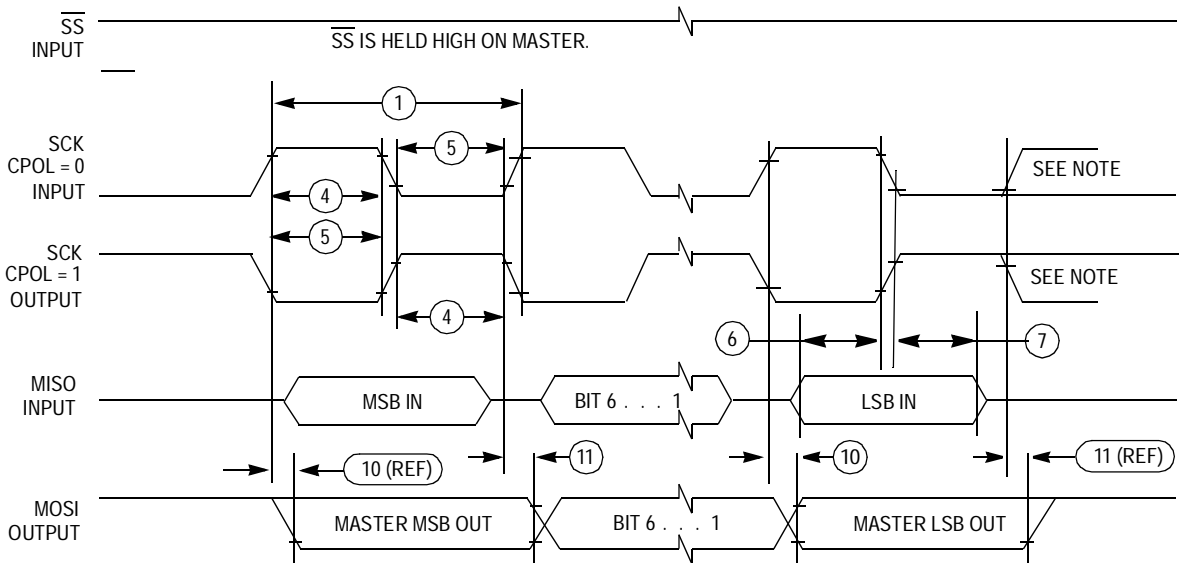 SS
INPUT
SS IS HELD HIGH ON MASTER.
1
SCK
CPOL = 0
INPUT
5
SEE NOTE
4
5
SCK
CPOL = 1
OUTPUT
SEE NOTE
4
6
7
MISO
INPUT
MSB IN
BIT 6 . . . 1
LSB IN
10 (REF)
11
10
11 (REF)
MOSI
OUTPUT
MASTER MSB OUT
BIT 6 . . . 1
MASTER LSB OUT